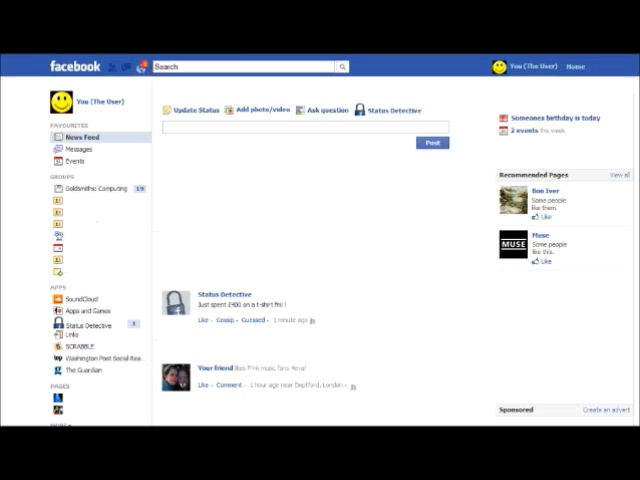 facebook
Search
You (The User)
Home
You (The User)
Update Status
Add photo/video
Ask question
Status Detective
Post
FAVOURITES
News Feed
Messages
Events
GROUPS
Goldsmiths: Computing 19
APPS
SoundCloud
Apps and Games
Status Detective
Links
SCRABBLE
Washington Post Social Rea...
The Guardian
PAGES
Status Detective
Just spent £400 on a t-shirt fml !
Like · Gossip · Guessed · 1 minute ago
Your friend likes
music fans
Like · Comment · 1 hour ago near Deptford, London ·
Someones birthday is today
2 events this week
Recommended Pages View all
Bon Iver
Some people
like them.
Like
MUSE
Muse
Some people
like this.
Like
Sponsored Create an advert